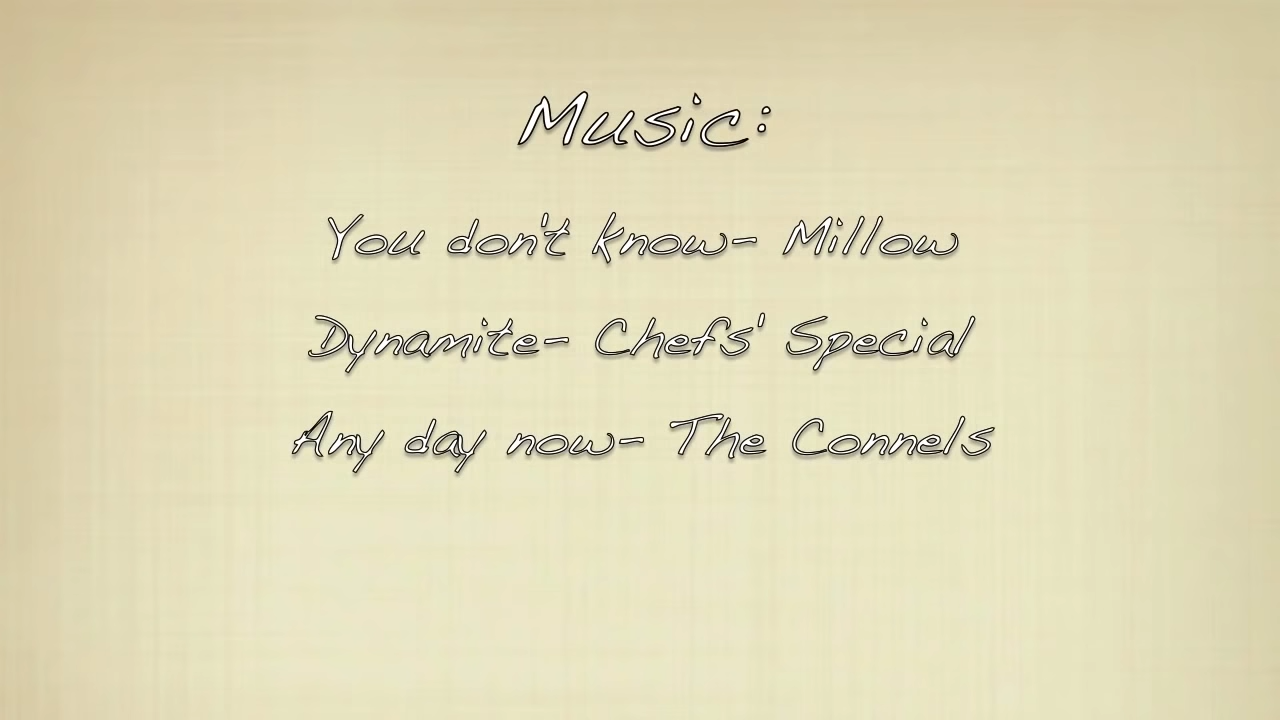 Music:
You don't know- Millow
Dynamite- Chefs' Special
Any day now- The Connels